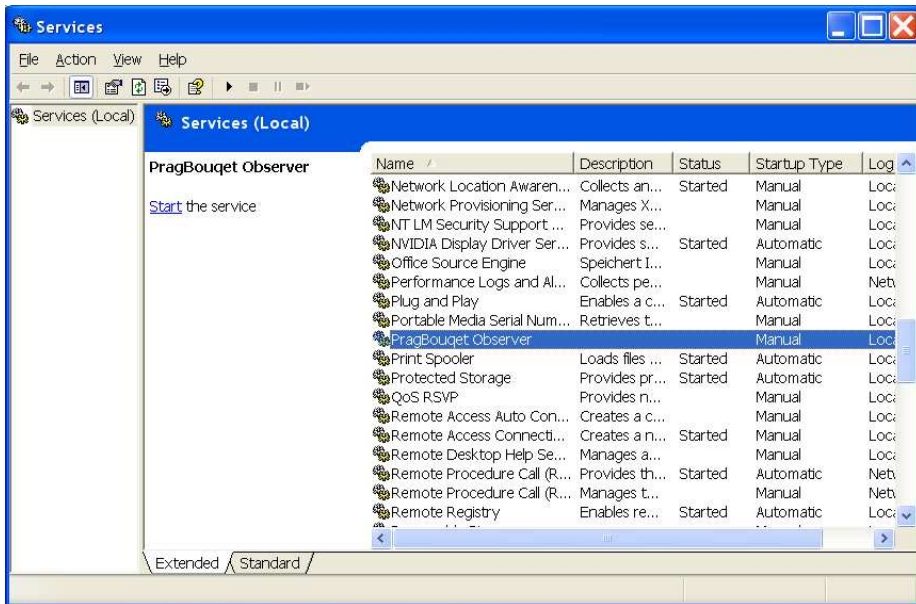 Services
File Action View Help
Services (Local)
Services (Local)
PragBouqet Observer
Start the service
Name Description Status Startup Type Log
Network Location Awaren... Collects an... Started Manual Loca
Network Provisioning Ser... Manages X... Manual Loca
NT LM Security Support ... Provides se... Manual Loca
NVIDIA Display Driver Ser... Provides s... Started Automatic Loca
Office Source Engine Speichert I... Manual Loca
Performance Logs and Al... Collects pe... Manual Netw
Plug and Play Enables a c... Started Automatic Loca
Portable Media Serial Num... Retrieves t... Manual Loca
PragBouqet Observer Manual Loca
Print Spooler Loads files ... Started Automatic Loca
Protected Storage Provides pr... Started Automatic Loca
QoS RSVP Provides n... Manual Loca
Remote Access Auto Con... Creates a c... Manual Loca
Remote Access Connecti... Creates a n... Started Manual Loca
Remote Desktop Help Se... Manages a... Manual Loca
Remote Procedure Call (R... Provides th... Started Automatic Netw
Remote Procedure Call (R... Manages t... Manual Netw
Remote Registry Enables re... Started Automatic Loca
Extended Standard